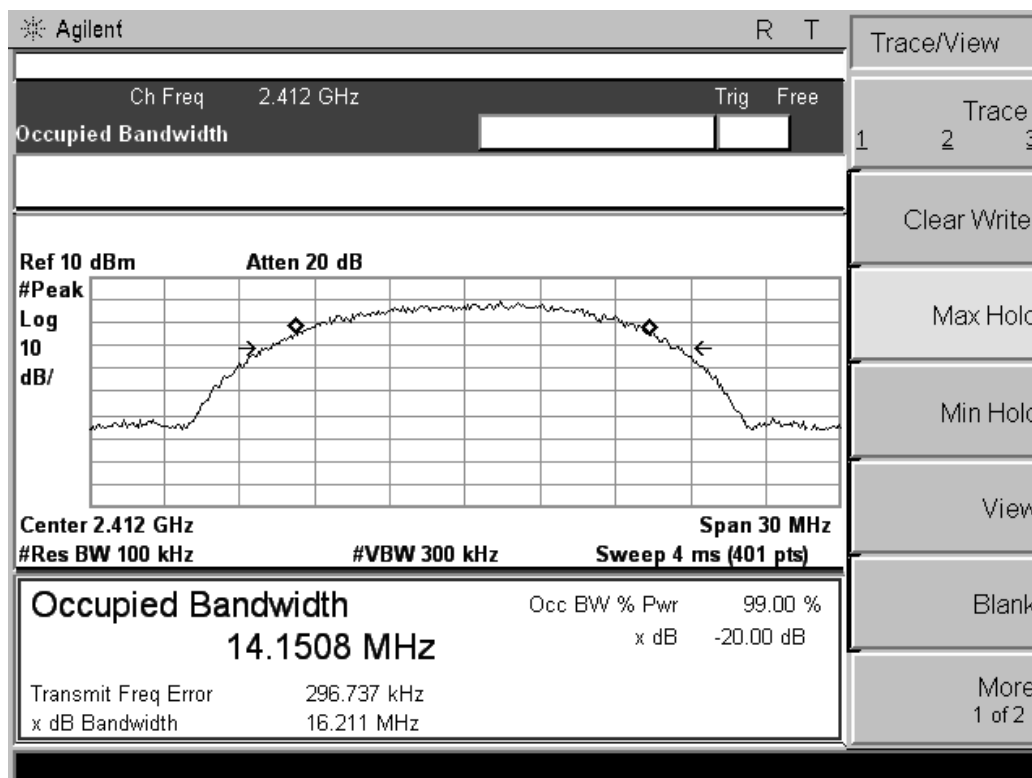 Agilent R T
Trace/View
Ch Freq 2.412 GHz Trig Free
Occupied Bandwidth
Trace
1 2 3
Clear Write
Max Hold
Min Hold
View
Blank
More
1 of 2
Ref 10 dBm Atten 20 dB
#Peak
Log
10
dB/
Center 2.412 GHz Span 30 MHz
#Res BW 100 kHz #VBW 300 kHz Sweep 4 ms (401 pts)
Occupied Bandwidth
14.1508 MHz
Occ BW % Pwr 99.00 %
x dB -20.00 dB
Transmit Freq Error 296.737 kHz
x dB Bandwidth 16.211 MHz